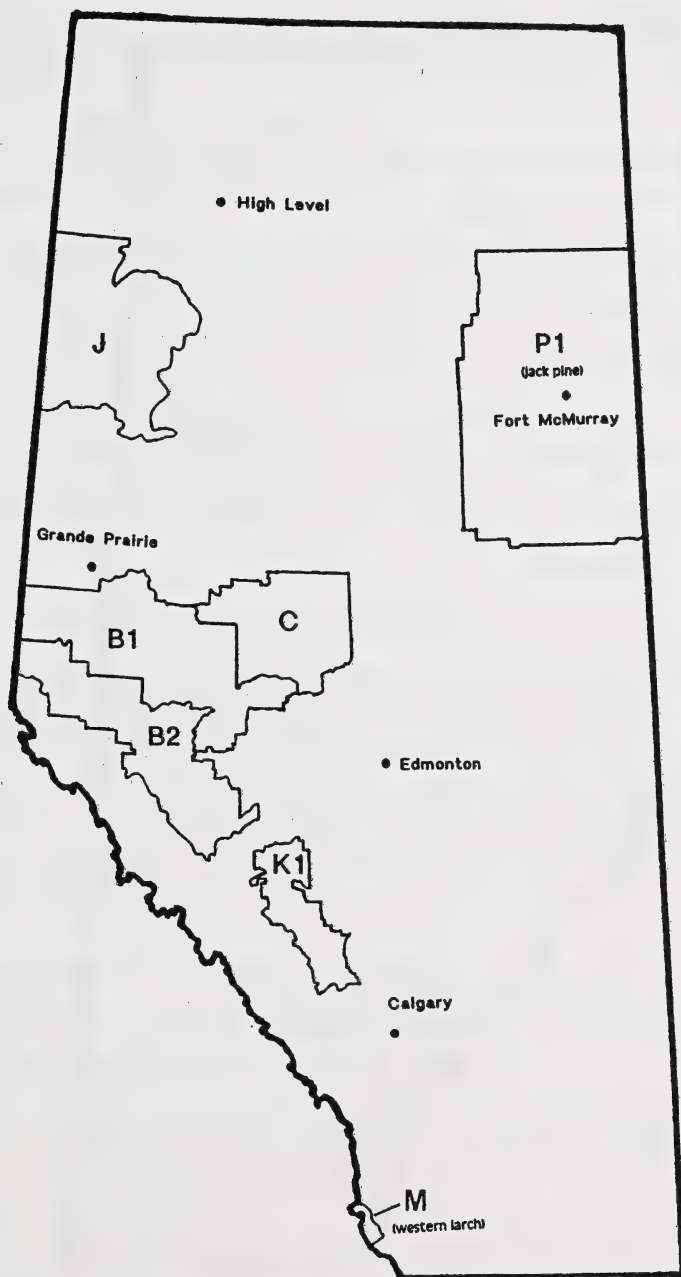 High Level
J
P1
(jack pine)
Fort McMurray
Grande Prairie
C
B1
B2
Edmonton
K1
Calgary
M
(western larch)